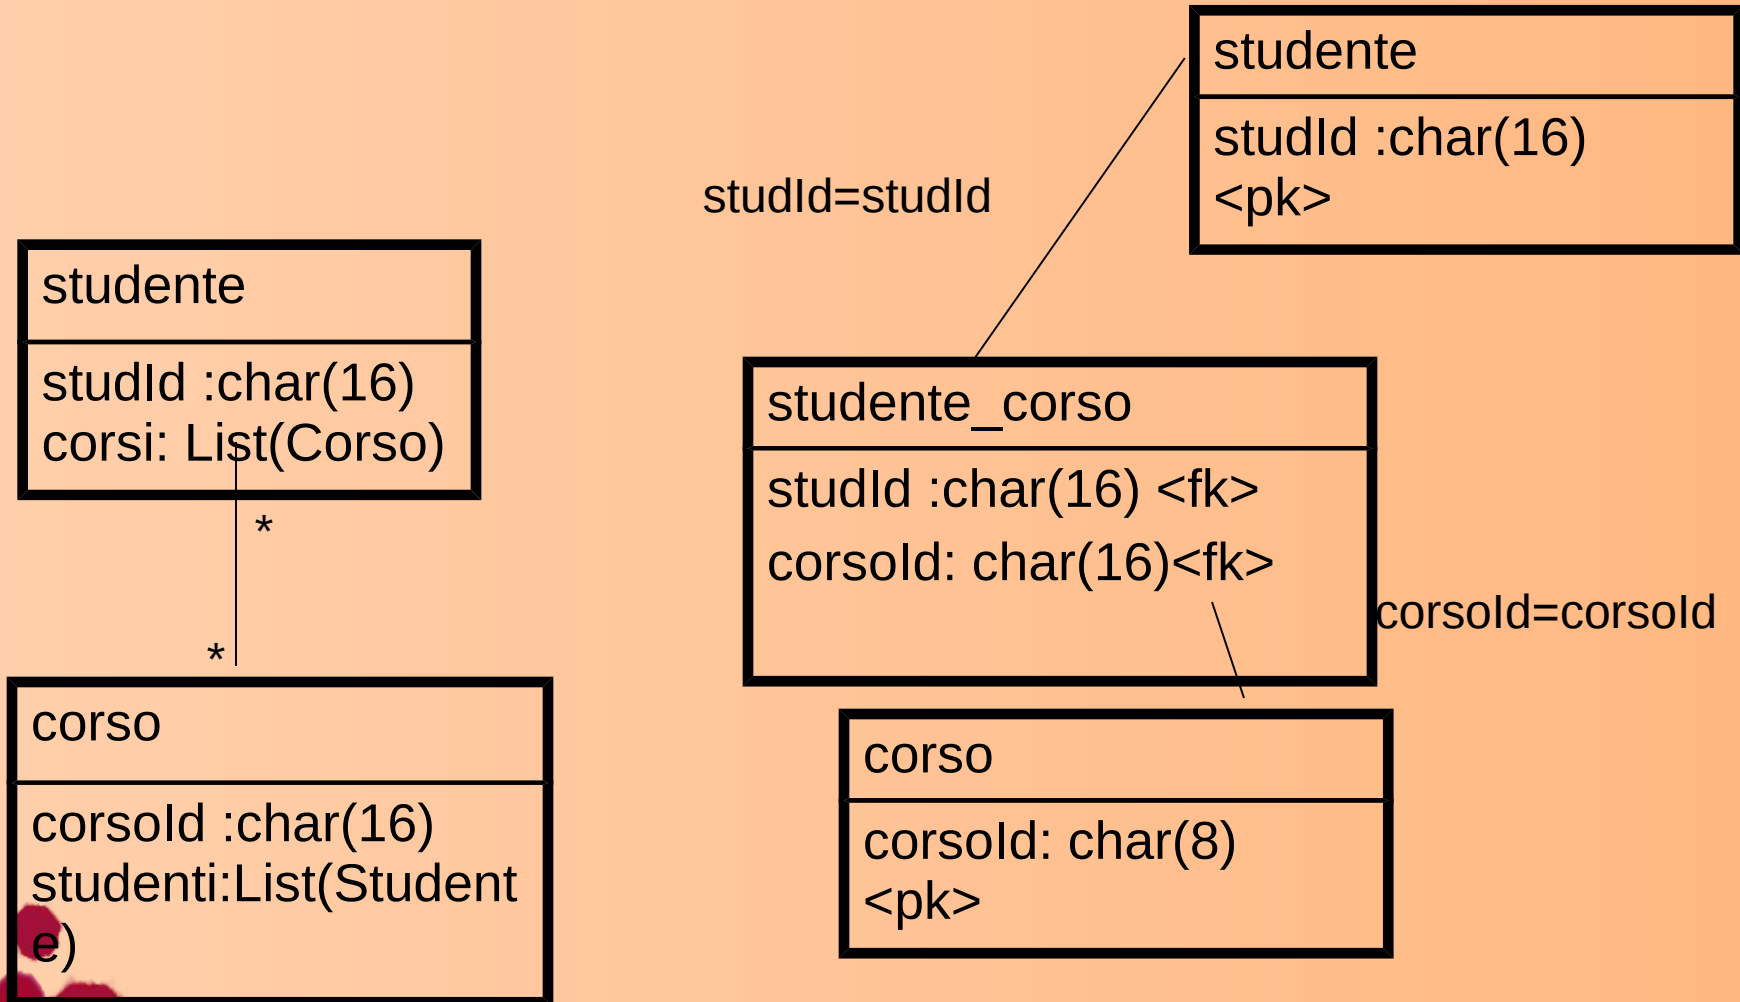 studente
studId :char(16)
corsi: List(Corso)
*
*
corso
corsoId :char(16)
studenti:List(Student
e)
studente
studId :char(16)
<pk>
studId=studId
studente_corso
studId :char(16) <fk>
corsoId: char(16)<fk>
corsoId=corsoId
corso
corsoId: char(8)
<pk>